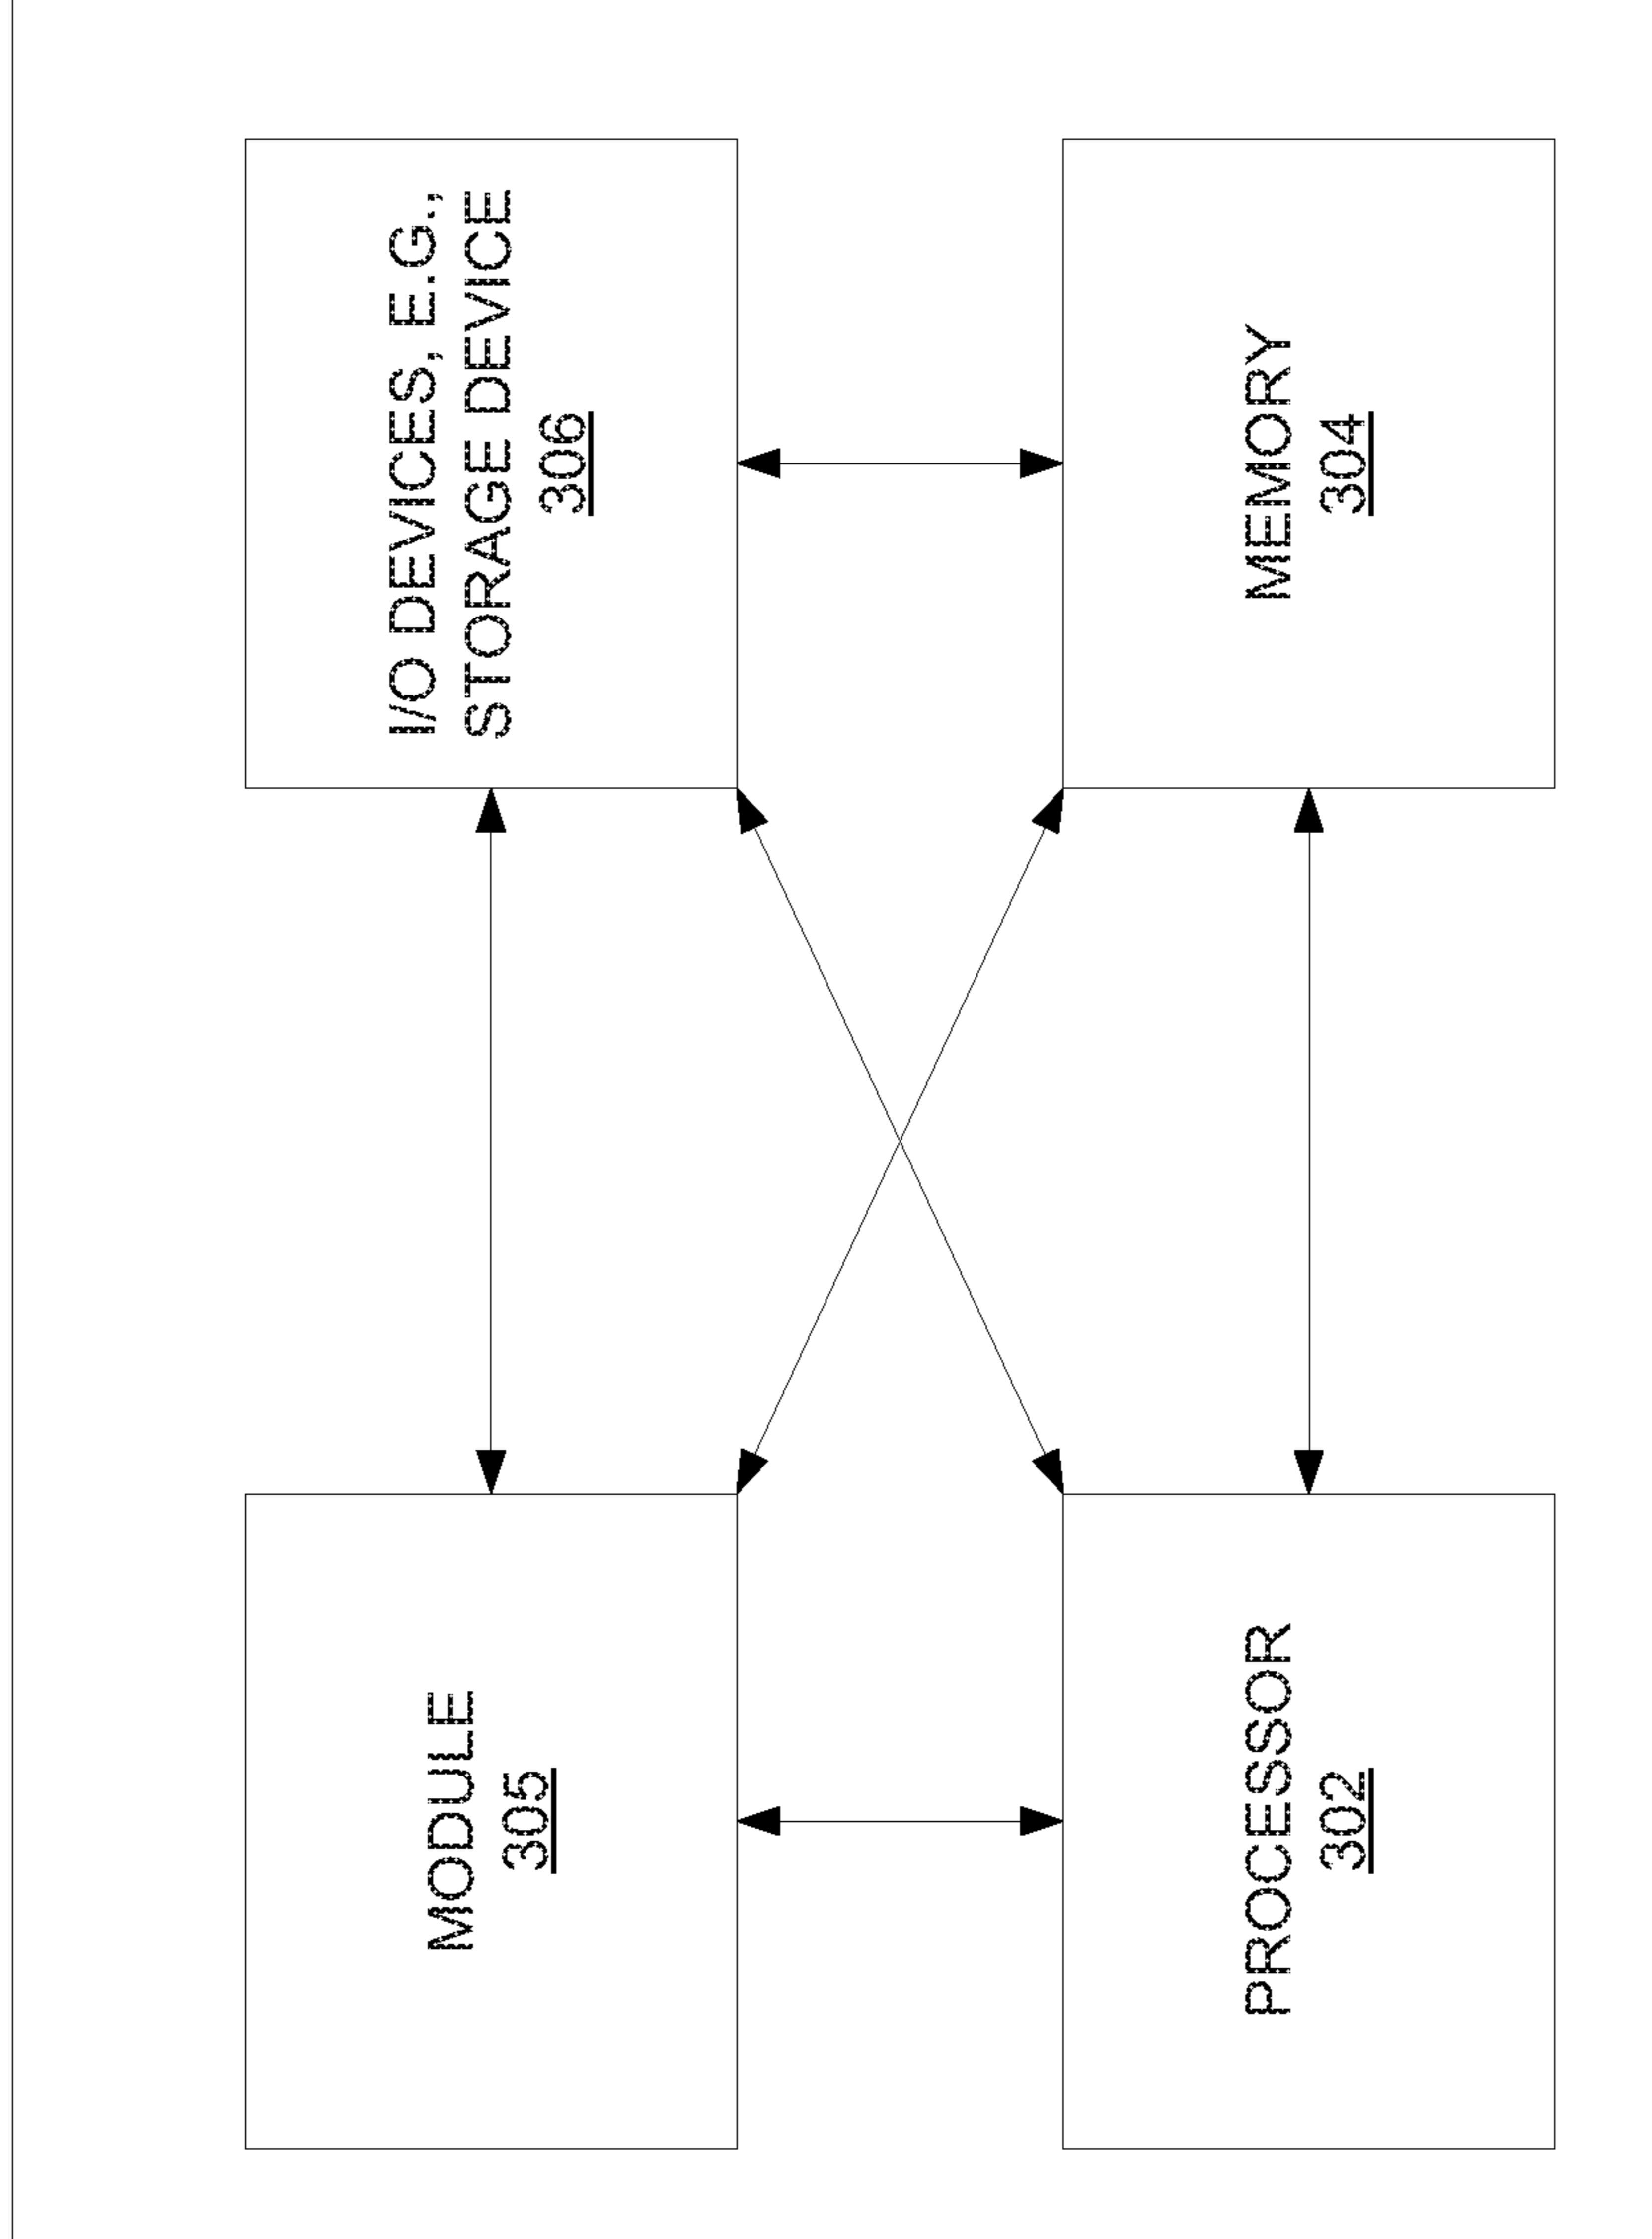 MODULE
305
I/O DEVICES, E.G.,
STORAGE DEVICE
306
PROCESSOR
302
MEMORY
304